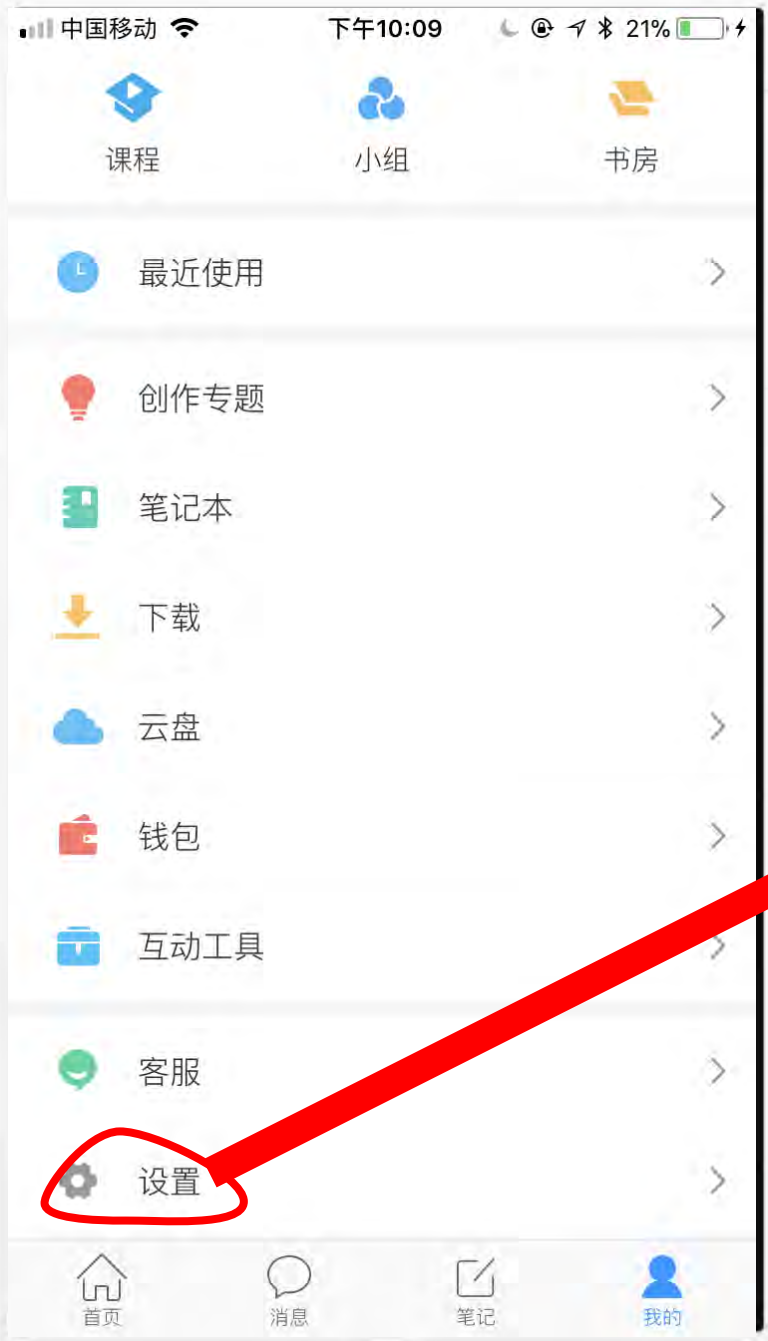 中国移动 下午10:09 21%
课程 小组 书房
最近使用
创作专题
笔记本
下载
云盘
钱包
互动工具
客服
设置
首页 消息 笔记 我的